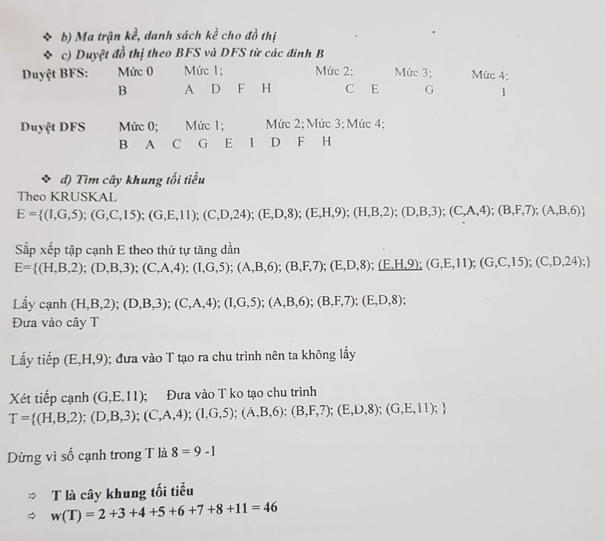 ❖ b) Ma trận kề, danh sách kề cho đồ thị
❖ c) Duyệt đồ thị theo BFS và DFS từ các đỉnh B
Duyệt BFS: Mức 0 Mức 1; Mức 2; Mức 3; Mức 4;
B A D F H C E G I
Duyệt DFS Mức 0; Mức 1; Mức 2; Mức 3; Mức 4;
B A C G E I D F H
❖ d) Tìm cây khung tối tiểu
Theo KRUSKAL
E ={(I,G,5); (G,C,15); (G,E,11); (C,D,24); (E,D,8); (E,H,9); (H,B,2); (D,B,3); (C,A,4); (B,F,7); (A,B,6)}
Sắp xếp tập cạnh E theo thứ tự tăng dần
E={(H,B,2); (D,B,3); (C,A,4); (I,G,5); (A,B,6); (B,F,7); (E,D,8); (E,H,9); (G,E,11); (G,C,15); (C,D,24);}
Lấy cạnh (H,B,2); (D,B,3); (C,A,4); (I,G,5); (A,B,6); (B,F,7); (E,D,8);
Đưa vào cây T
Lấy tiếp (E,H,9); đưa vào T tạo ra chu trình nên ta không lấy
Xét tiếp cạnh (G,E,11); Đưa vào T ko tạo chu trình
T ={(H,B,2); (D,B,3); (C,A,4); (I,G,5); (A,B,6); (B,F,7); (E,D,8); (G,E,11); }
Dừng vì số cạnh trong T là 8 = 9 -1
⇨ T là cây khung tối tiểu
⇨ w(T) = 2 +3 +4 +5 +6 +7 +8 +11 = 46